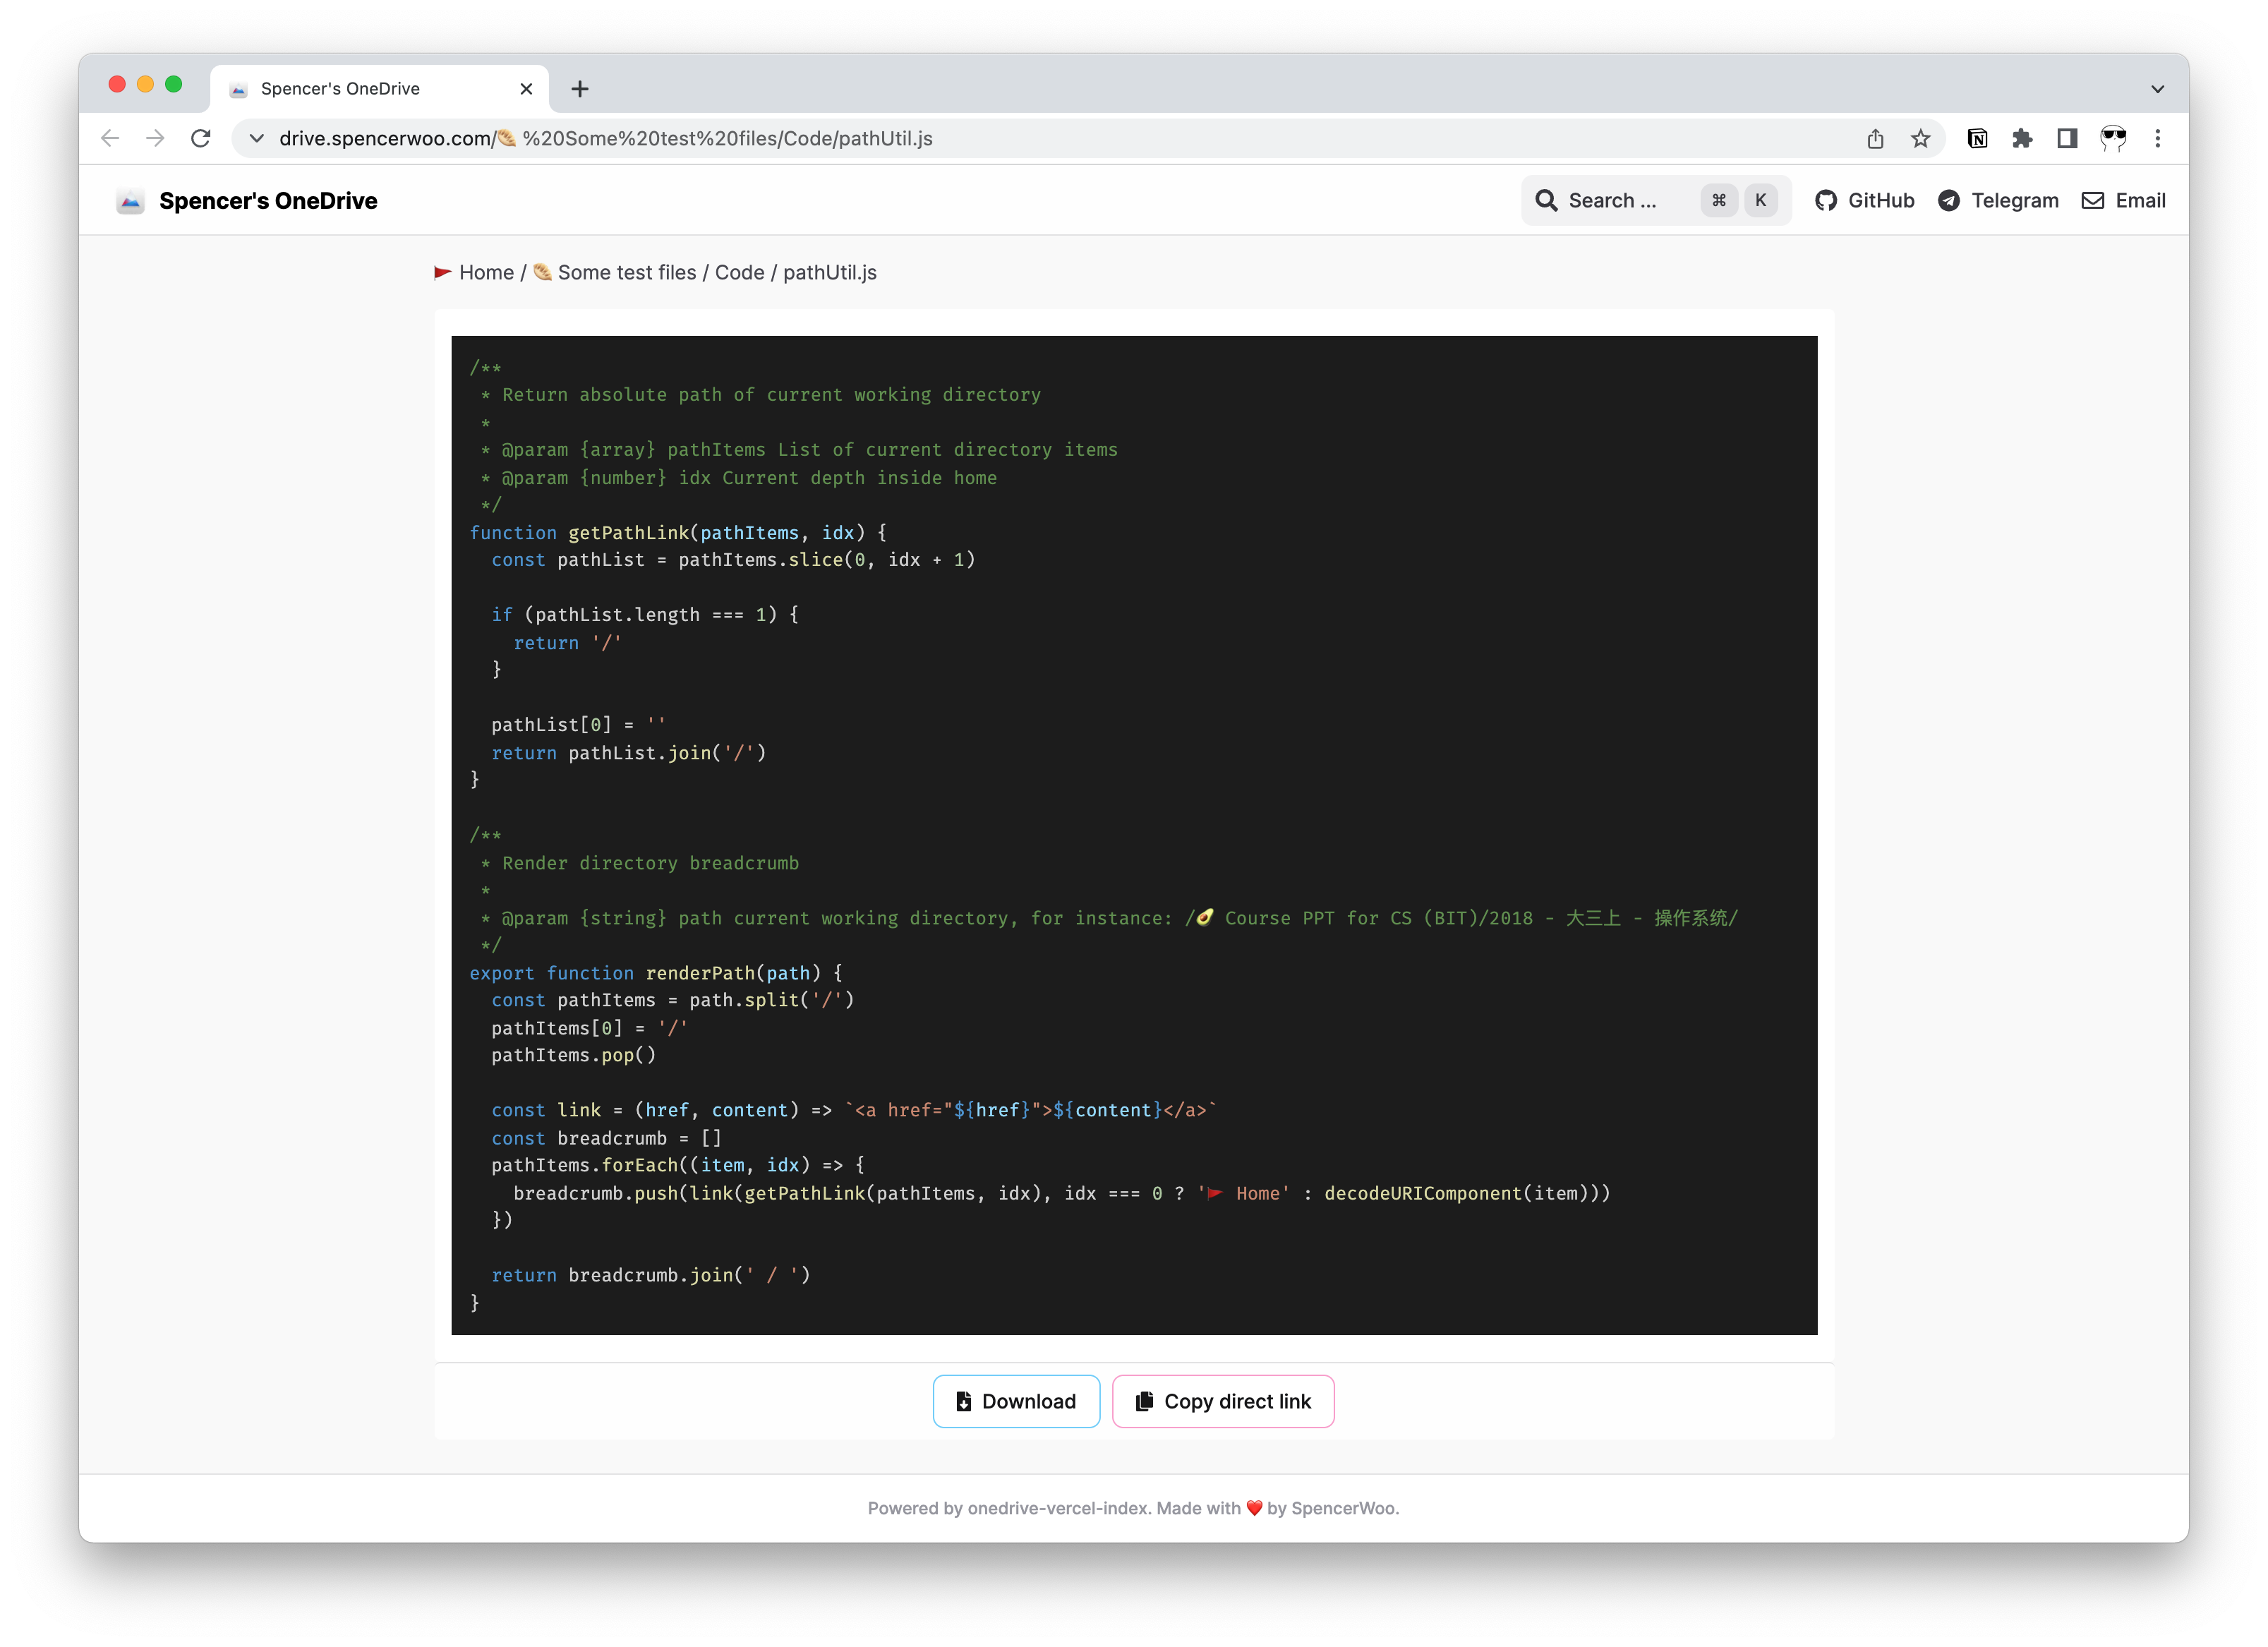 Spencer's OneDrive
drive.spencerwoo.com/🥖 %20Some%20test%20files/Code/pathUtil.js
Spencer's OneDrive
Search ... ⌘ K GitHub Telegram Email
🚩 Home / 🥖 Some test files / Code / pathUtil.js
/**
 * Return absolute path of current working directory
 *
 * @param {array} pathItems List of current directory items
 * @param {number} idx Current depth inside home
 */
function getPathLink(pathItems, idx) {
  const pathList = pathItems.slice(0, idx + 1)

  if (pathList.length === 1) {
    return '/'
  }

  pathList[0] = ''
  return pathList.join('/')
}

/**
 * Render directory breadcrumb
 *
 * @param {string} path current working directory, for instance: /🥑 Course PPT for CS (BIT)/2018 - 大三上 - 操作系统/
 */
export function renderPath(path) {
  const pathItems = path.split('/')
  pathItems[0] = '/'
  pathItems.pop()

  const link = (href, content) => `<a href="${href}">${content}</a>`
  const breadcrumb = []
  pathItems.forEach((item, idx) => {
    breadcrumb.push(link(getPathLink(pathItems, idx), idx === 0 ? '🚩 Home' : decodeURIComponent(item)))
  })

  return breadcrumb.join(' / ')
}
Download
Copy direct link
Powered by onedrive-vercel-index. Made with ❤️ by SpencerWoo.